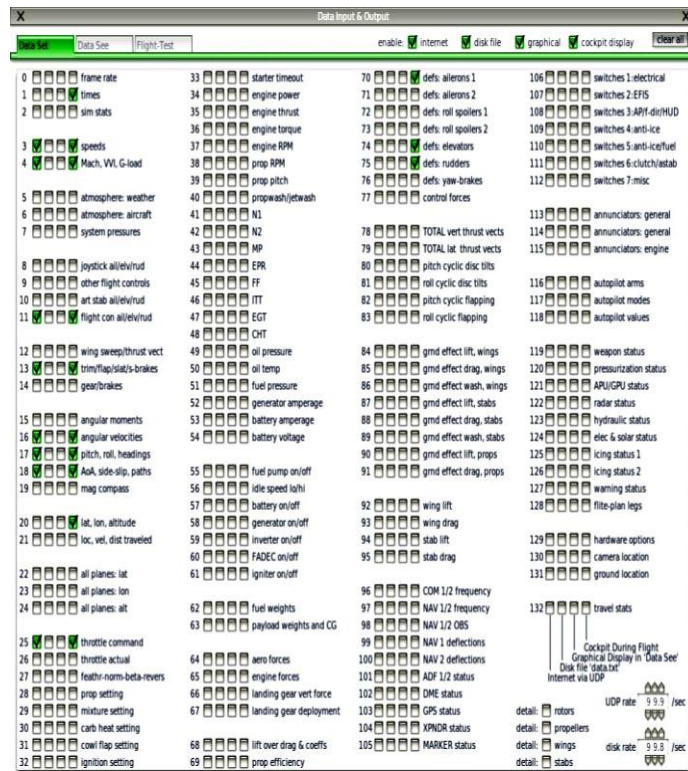 X Data Input & Output X
Data Set Data See Flight-Test enable: internet disk file graphical cockpit display clear all
0 frame rate
1 times
2 sim stats
3 speeds
4 Mach, VVI, G-load
5 atmosphere: weather
6 atmosphere: aircraft
7 system pressures
8 joystick ail/elv/rud
9 other flight controls
10 art stab ail/elv/rud
11 flight con ail/elv/rud
12 wing sweep/thrust vect
13 trim/flap/slat/s-brakes
14 gear/brakes
15 angular moments
16 angular velocities
17 pitch, roll, headings
18 AoA, side-slip, paths
19 mag compass
20 lat, lon, altitude
21 loc, vel, dist traveled
22 all planes: lat
23 all planes: lon
24 all planes: alt
25 throttle command
26 throttle actual
27 feathr-norm-beta-revers
28 prop setting
29 mixture setting
30 carb heat setting
31 cowl flap setting
32 ignition setting
33 starter timeout
34 engine power
35 engine thrust
36 engine torque
37 engine RPM
38 prop RPM
39 prop pitch
40 propwash/jetwash
41 N1
42 N2
43 MP
44 EPR
45 FF
46 ITT
47 EGT
48 CHT
49 oil pressure
50 oil temp
51 fuel pressure
52 generator amperage
53 battery amperage
54 battery voltage
55 fuel pump on/off
56 idle speed lo/hi
57 battery on/off
58 generator on/off
59 inverter on/off
60 FADEC on/off
61 igniter on/off
62 fuel weights
63 payload weights and CG
64 aero forces
65 engine forces
66 landing gear vert force
67 landing gear deployment
68 lift over drag & coeffs
69 prop efficiency
70 defs: ailerons 1
71 defs: ailerons 2
72 defs: roll spoilers 1
73 defs: roll spoilers 2
74 defs: elevators
75 defs: rudders
76 defs: yaw-brakes
77 control forces
78 TOTAL vert thrust vects
79 TOTAL lat thrust vects
80 pitch cyclic disc tilts
81 roll cyclic disc tilts
82 pitch cyclic flapping
83 roll cyclic flapping
84 grnd effect lift, wings
85 grnd effect drag, wings
86 grnd effect wash, wings
87 grnd effect lift, stabs
88 grnd effect drag, stabs
89 grnd effect wash, stabs
90 grnd effect lift, props
91 grnd effect drag, props
92 wing lift
93 wing drag
94 stab lift
95 stab drag
96 COM 1/2 frequency
97 NAV 1/2 frequency
98 NAV 1/2 OBS
99 NAV 1 deflections
100 NAV 2 deflections
101 ADF 1/2 status
102 DME status
103 GPS status
104 XPNDR status
105 MARKER status
106 switches 1:electrical
107 switches 2:EFIS
108 switches 3:AP/f-dir/HUD
109 switches 4:anti-ice
110 switches 5:anti-ice/fuel
111 switches 6:clutch/astab
112 switches 7:misc
113 annunciators: general
114 annunciators: general
115 annunciators: engine
116 autopilot arms
117 autopilot modes
118 autopilot values
119 weapon status
120 pressurization status
121 APU/GPU status
122 radar status
123 hydraulic status
124 elec & solar status
125 icing status 1
126 icing status 2
127 warning status
128 flite-plan legs
129 hardware options
130 camera location
131 ground location
132 travel stats
Cockpit During Flight
Graphical Display in 'Data See'
Disk file 'data.txt'
Internet via UDP
UDP rate 99.9 /sec
detail: rotors
detail: propellers
detail: wings disk rate 99.8 /sec
detail: stabs